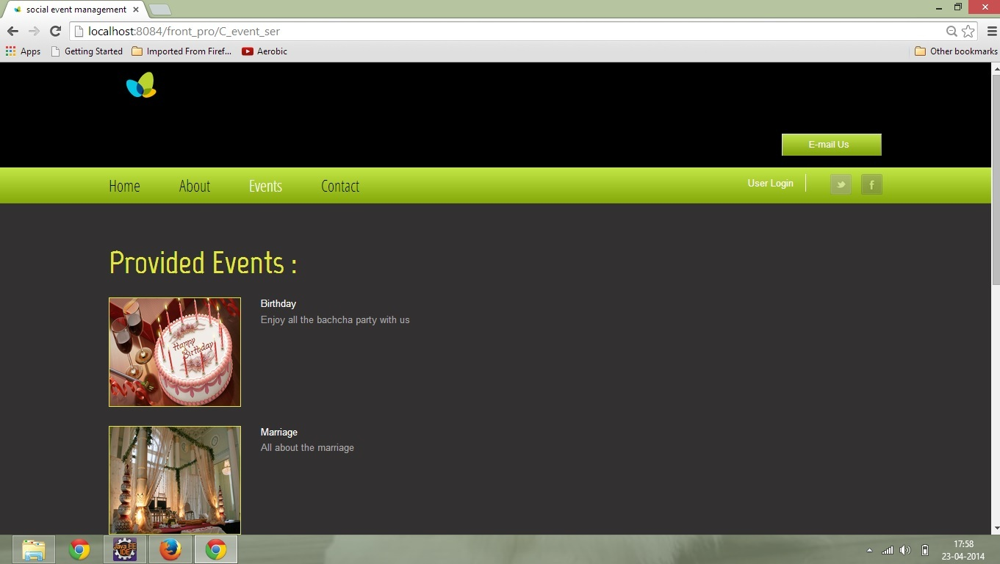 social event management
localhost:8084/front_pro/C_event_ser
Apps
Getting Started
Imported From Firef...
Aerobic
Other bookmarks
E-mail Us
Home
About
Events
Contact
User Login
f
Provided Events :
Happy
Birthday
Birthday
Enjoy all the bachcha party with us
Marriage
All about the marriage
Java EE
IDE
17:58
23-04-2014